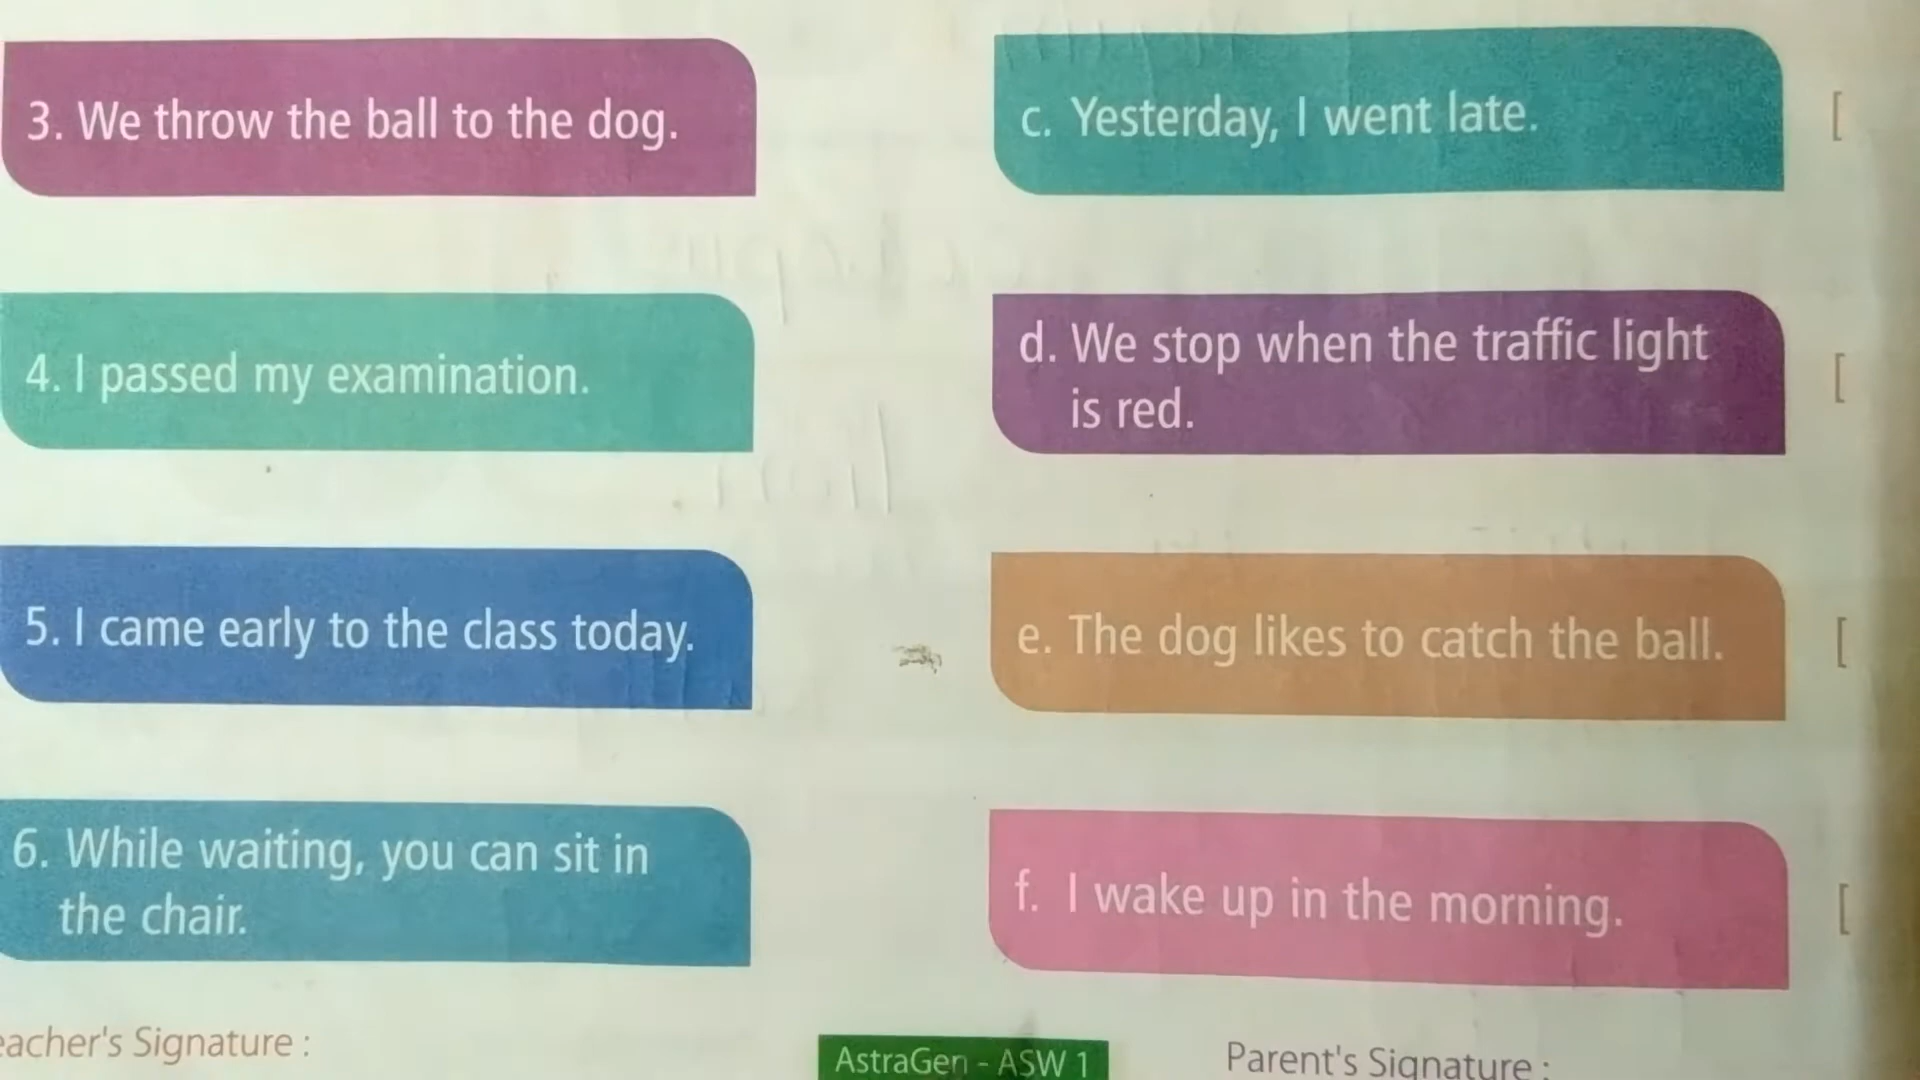 3. We throw the ball to the dog.
c. Yesterday, I went late. [
4. I passed my examination.
d. We stop when the traffic light
is red. [
5. I came early to the class today.
e. The dog likes to catch the ball. [
6. While waiting, you can sit in
the chair.
f. I wake up in the morning. [
eacher's Signature :
AstraGen - ASW 1
Parent's Signature :